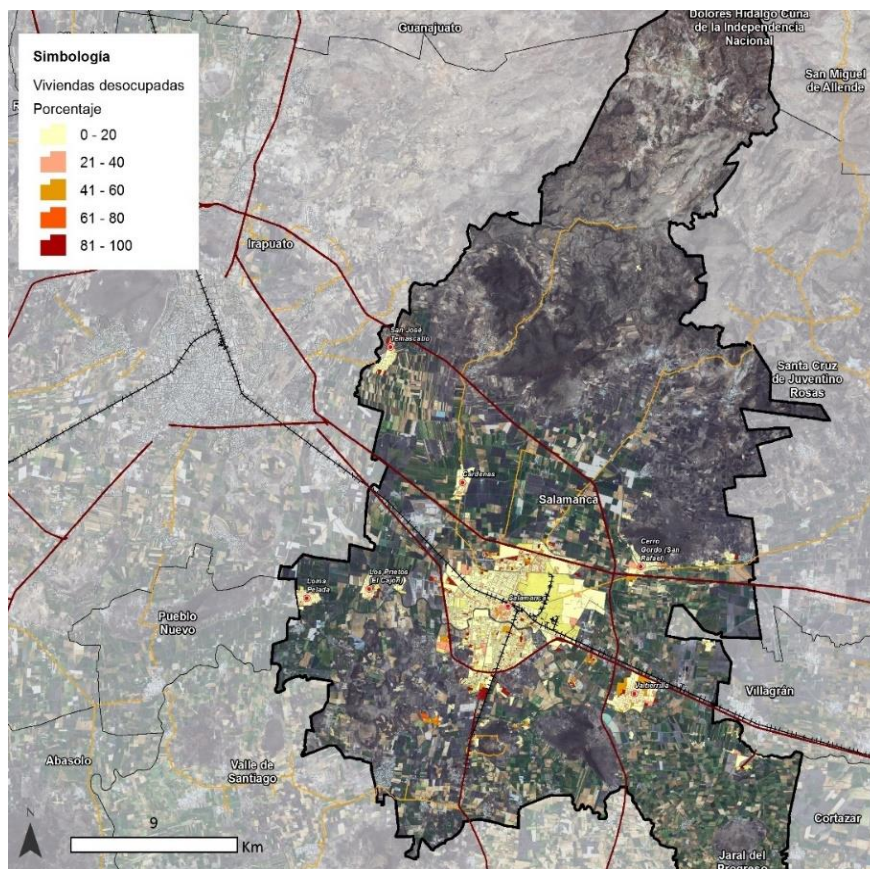 Guanajuato
Dolores Hidalgo Cuna
de la Independencia
Nacional
San Miguel
de Allende
Simbología
Viviendas desocupadas
Porcentaje
0 - 20
21 - 40
41 - 60
61 - 80
81 - 100
Irapuato
San José
Temascatío
Santa Cruz
de Juventino
Rosas
Cárdenas
Salamanca
Cerro
Gordo (San
Rafael)
Loma
Pelada
Los Prietos
(El Cajón)
Salamanca
Pueblo
Nuevo
Valtierrilla
Villagrán
Abasolo
Valle de
Santiago
Cortazar
N
9
Km
Jaral del
Progreso